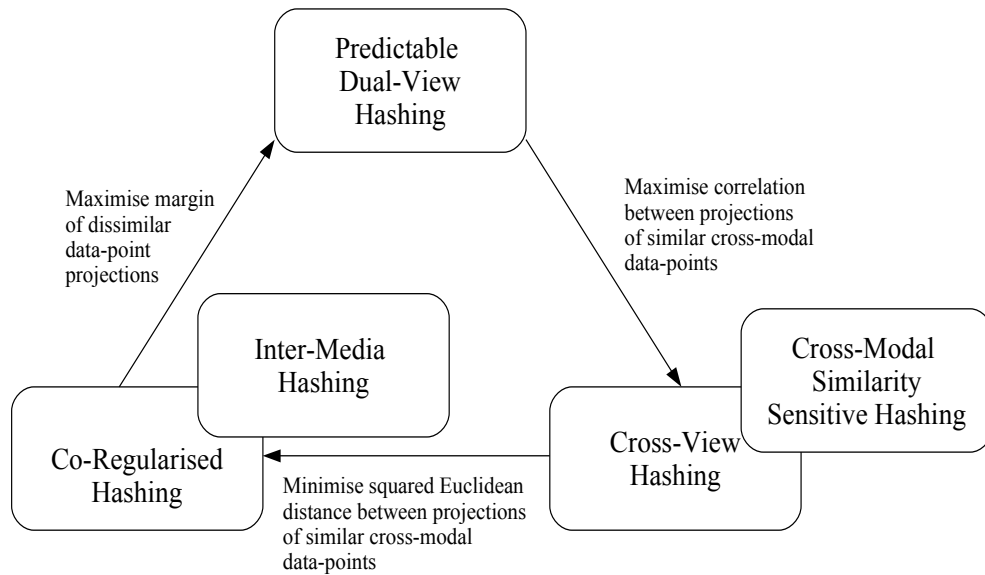 Predictable
Dual-View
Hashing
Maximise margin
of dissimilar
data-point
projections
Maximise correlation
between projections
of similar cross-modal
data-points
Inter-Media
Hashing
Cross-Modal
Similarity
Sensitive Hashing
Co-Regularised
Hashing
Cross-View
Hashing
Minimise squared Euclidean
distance between projections
of similar cross-modal
data-points